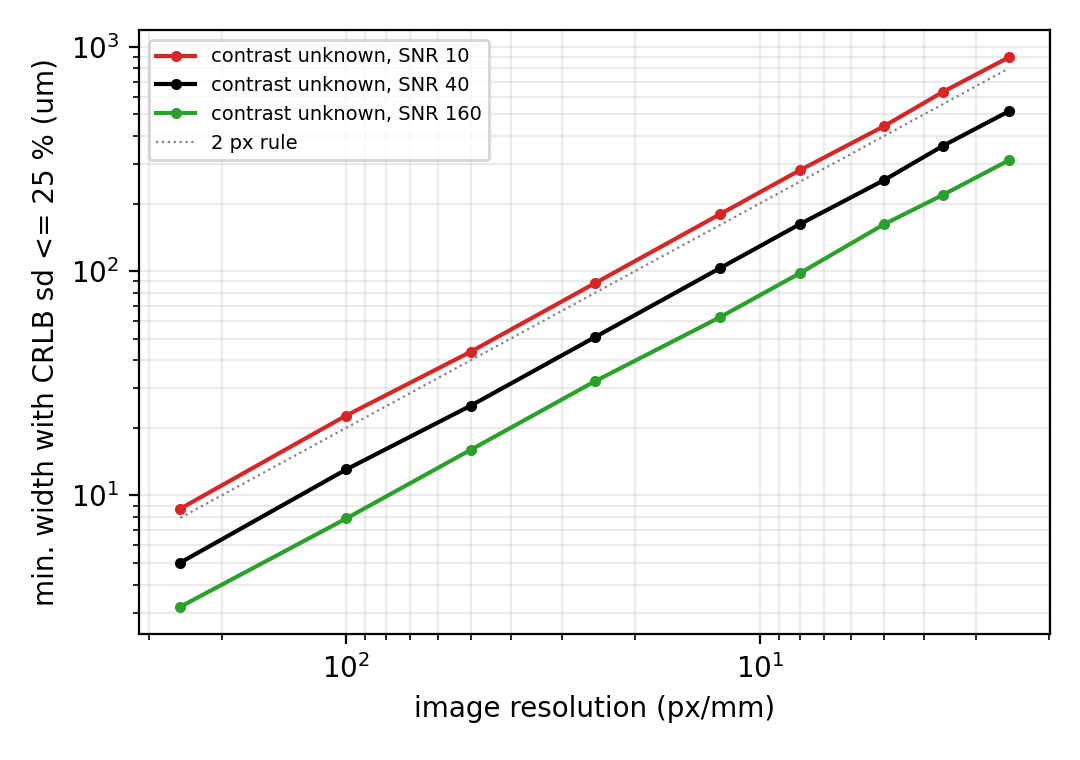 min. width with CRLB sd <= 25 % (um)
10³
10²
10¹
contrast unknown, SNR 10
contrast unknown, SNR 40
contrast unknown, SNR 160
2 px rule
10² 10¹
image resolution (px/mm)